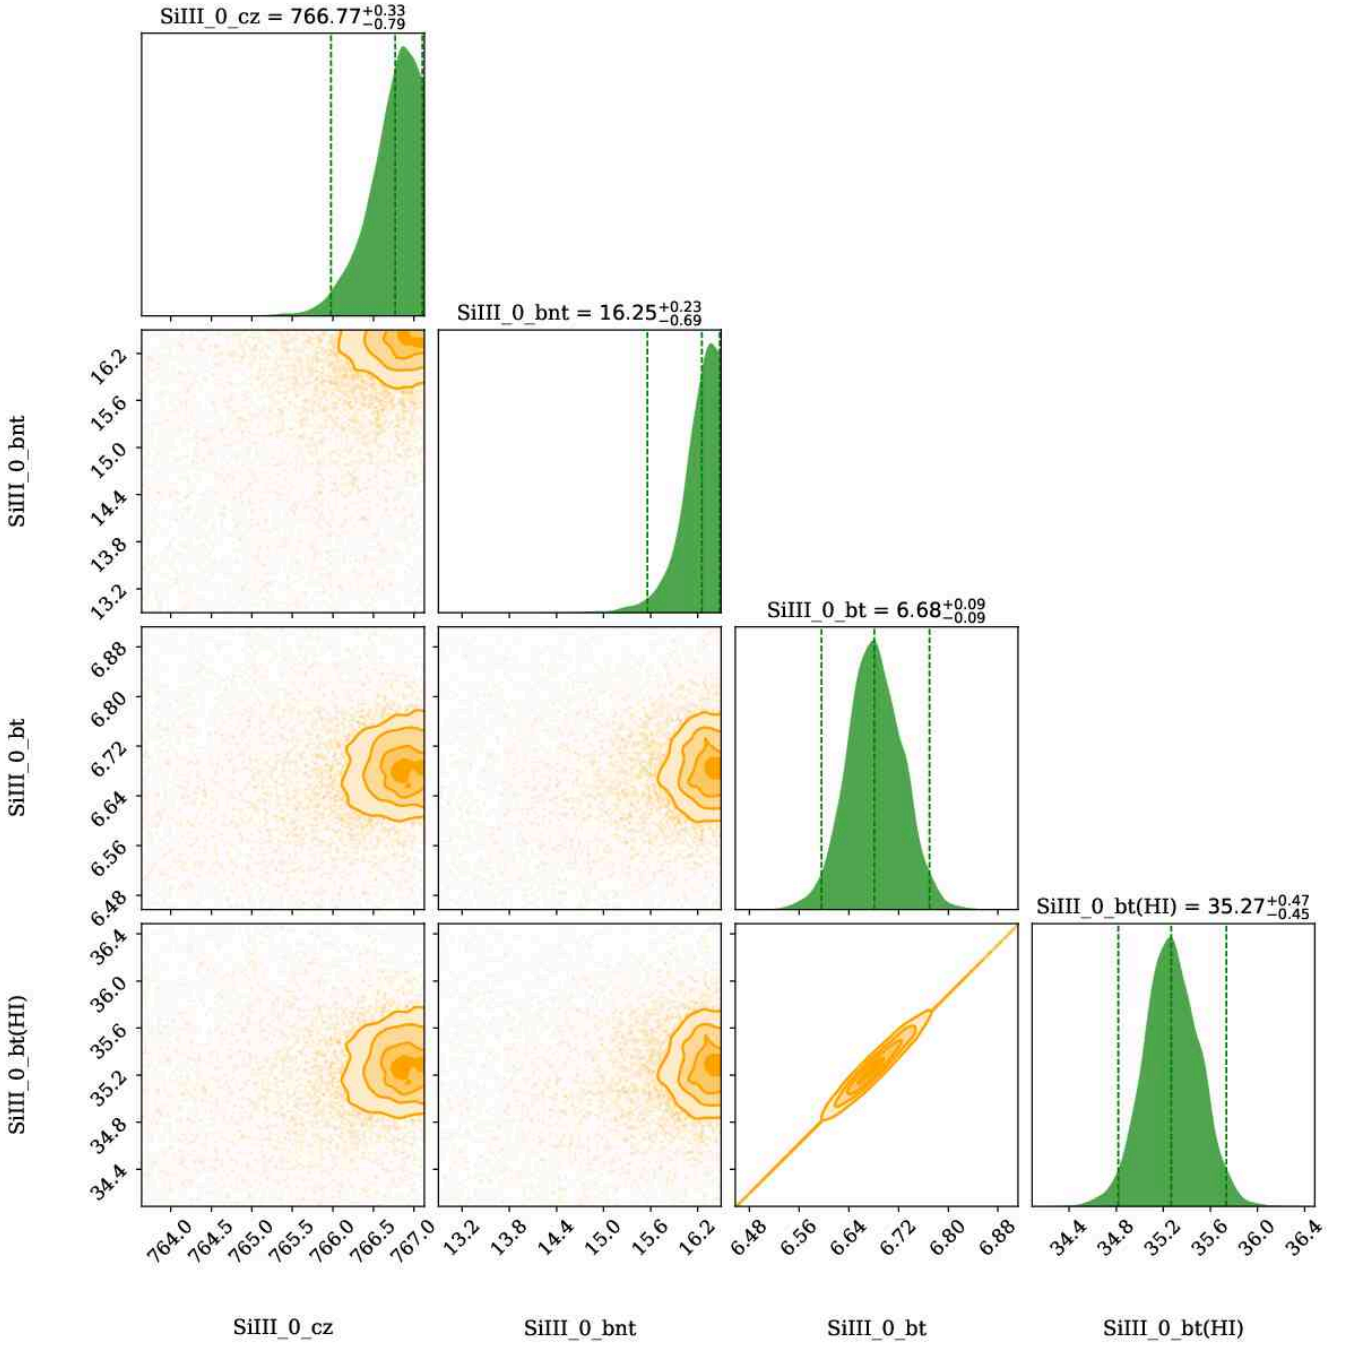 SiIII_0_cz = 766.77+0.33−0.79
SiIII_0_bnt = 16.25+0.23−0.69
16.2
15.6
15.0
14.4
13.8
13.2
SiIII_0_bnt
SiIII_0_bt = 6.68+0.09−0.09
6.88
6.80
6.72
6.64
6.56
6.48
SiIII_0_bt
SiIII_0_bt(HI) = 35.27+0.47−0.45
36.4
36.0
35.6
35.2
34.8
34.4
SiIII_0_bt(HI)
764.0 764.5 765.0 765.5 766.0 766.5 767.0 13.2 13.8 14.4 15.0 15.6 16.2 6.48 6.56 6.64 6.72 6.80 6.88 34.4 34.8 35.2 35.6 36.0 36.4
SiIII_0_cz SiIII_0_bnt SiIII_0_bt SiIII_0_bt(HI)